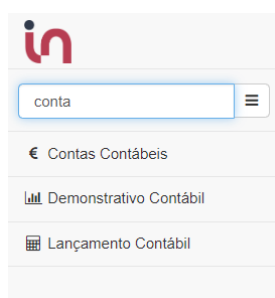 in
conta
€ Contas Contábeis
Demonstrativo Contábil
Lançamento Contábil